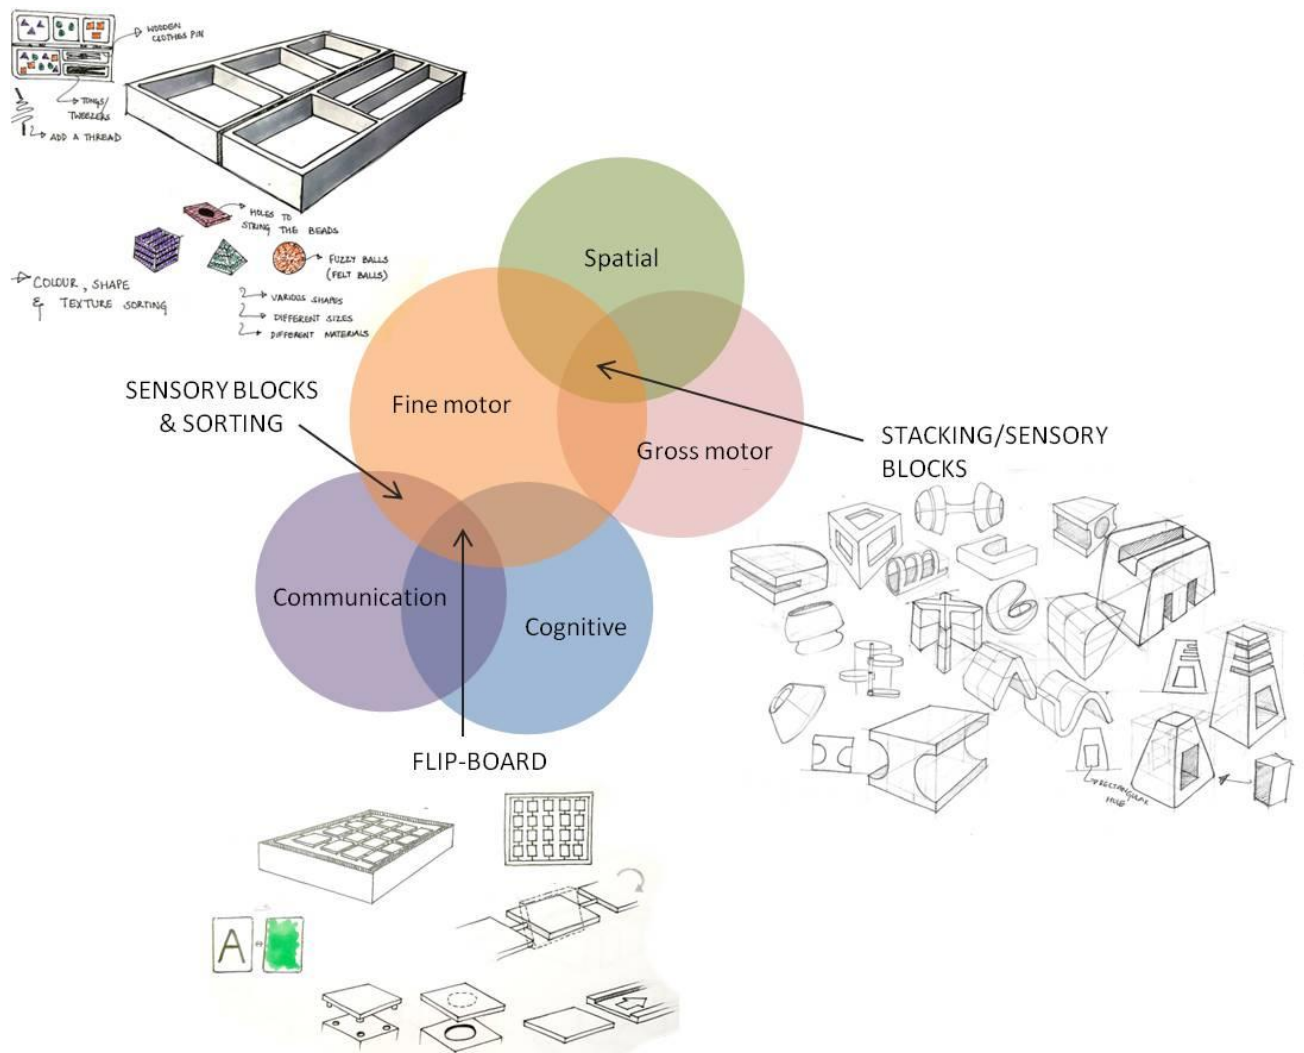 WOODEN
CLOTHES PIN
TONGS/
TWEEZERS
ADD A THREAD
HOLES TO
STRING THE BEADS
FUZZY BALLS
(FELT BALLS)
COLOUR, SHAPE
& TEXTURE SORTING
VARIOUS SHAPES
DIFFERENT SIZES
DIFFERENT MATERIALS
Spatial
SENSORY BLOCKS
& SORTING
Fine motor
Gross motor
STACKING/SENSORY
BLOCKS
Communication
Cognitive
FLIP-BOARD
RECTANGULAR
A